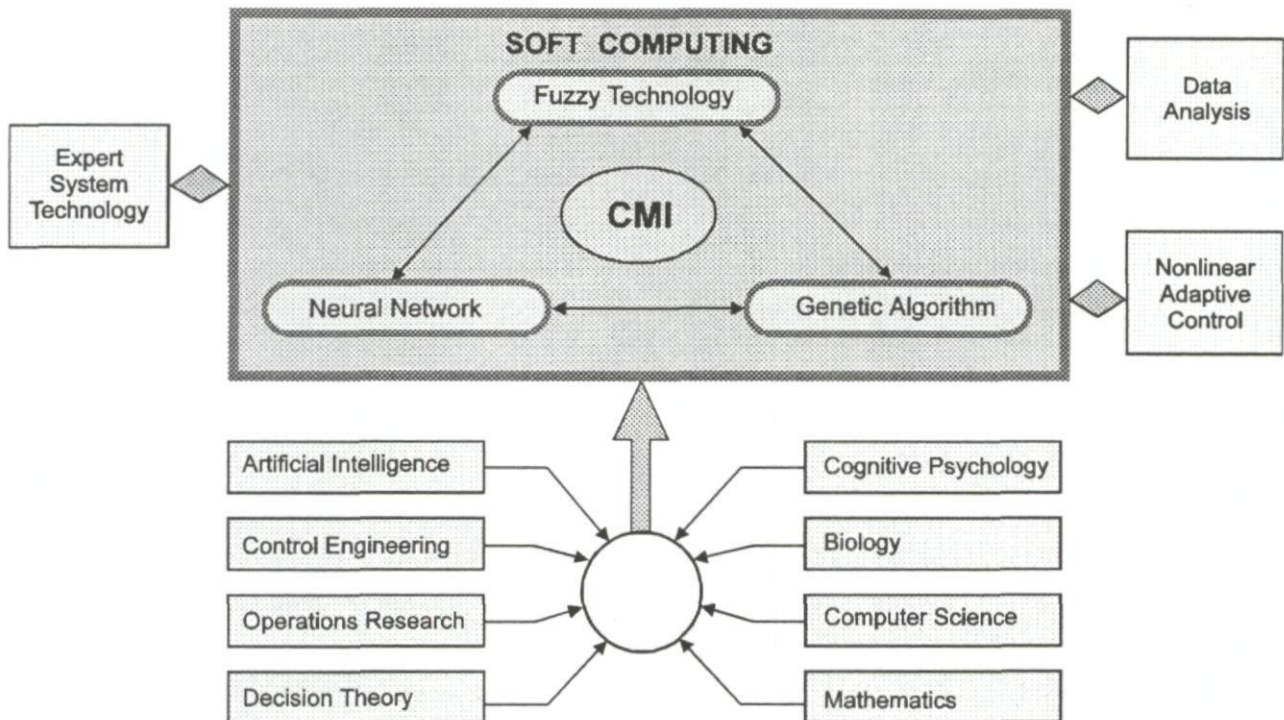 SOFT COMPUTING
Fuzzy Technology
CMI
Neural Network
Genetic Algorithm
Expert
System
Technology
Data
Analysis
Nonlinear
Adaptive
Control
Artificial Intelligence
Control Engineering
Operations Research
Decision Theory
Cognitive Psychology
Biology
Computer Science
Mathematics